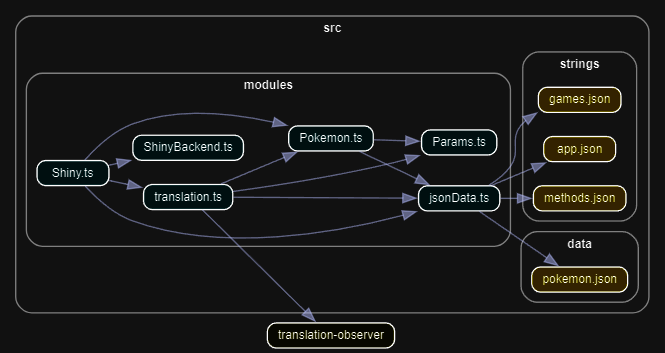 src
modules
strings
games.json
Pokemon.ts
ShinyBackend.ts
Params.ts
app.json
Shiny.ts
translation.ts
jsonData.ts
methods.json
data
pokemon.json
translation-observer